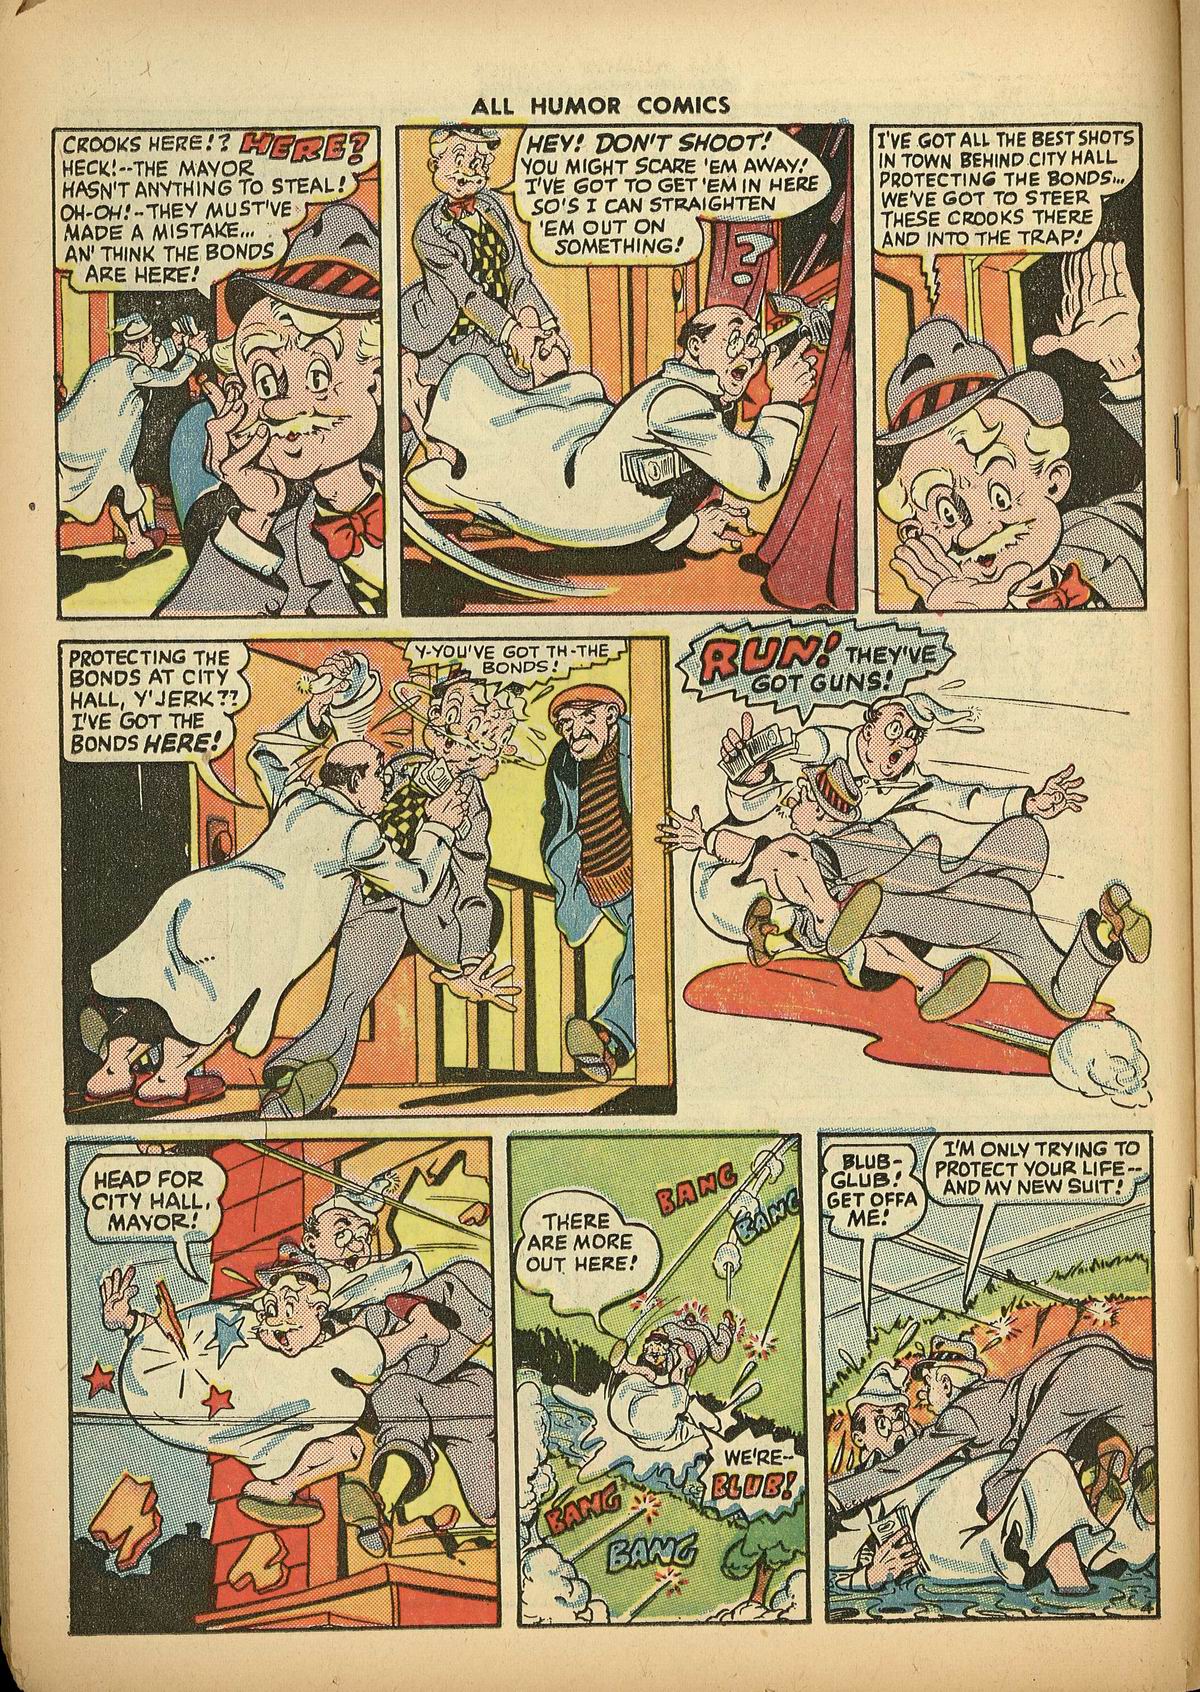 ALL HUMOR COMICS
CROOKS HERE!? HERE?
HECK!--THE MAYOR
HASN'T ANYTHING TO STEAL!
OH-OH!--THEY MUST'VE
MADE A MISTAKE...
AN' THINK THE BONDS
ARE HERE!
HEY! DON'T SHOOT!
YOU MIGHT SCARE 'EM AWAY!
I'VE GOT TO GET 'EM IN HERE
SO'S I CAN STRAIGHTEN
'EM OUT ON
SOMETHING!
?
I'VE GOT ALL THE BEST SHOTS
IN TOWN BEHIND CITY HALL
PROTECTING THE BONDS...
WE'VE GOT TO STEER
THESE CROOKS THERE
AND INTO THE TRAP!
PROTECTING THE
BONDS AT CITY
HALL, Y'JERK??
I'VE GOT THE
BONDS HERE!
Y-YOU'VE GOT TH-THE
BONDS!
RUN! THEY'VE
GOT GUNS!
HEAD FOR
CITY HALL,
MAYOR!
THERE
ARE MORE
OUT HERE!
BANG
BANG
WE'RE--
BLUB!
BANG
BANG
BLUB-
GLUB!
GET OFFA
ME!
I'M ONLY TRYING TO
PROTECT YOUR LIFE--
AND MY NEW SUIT!
4